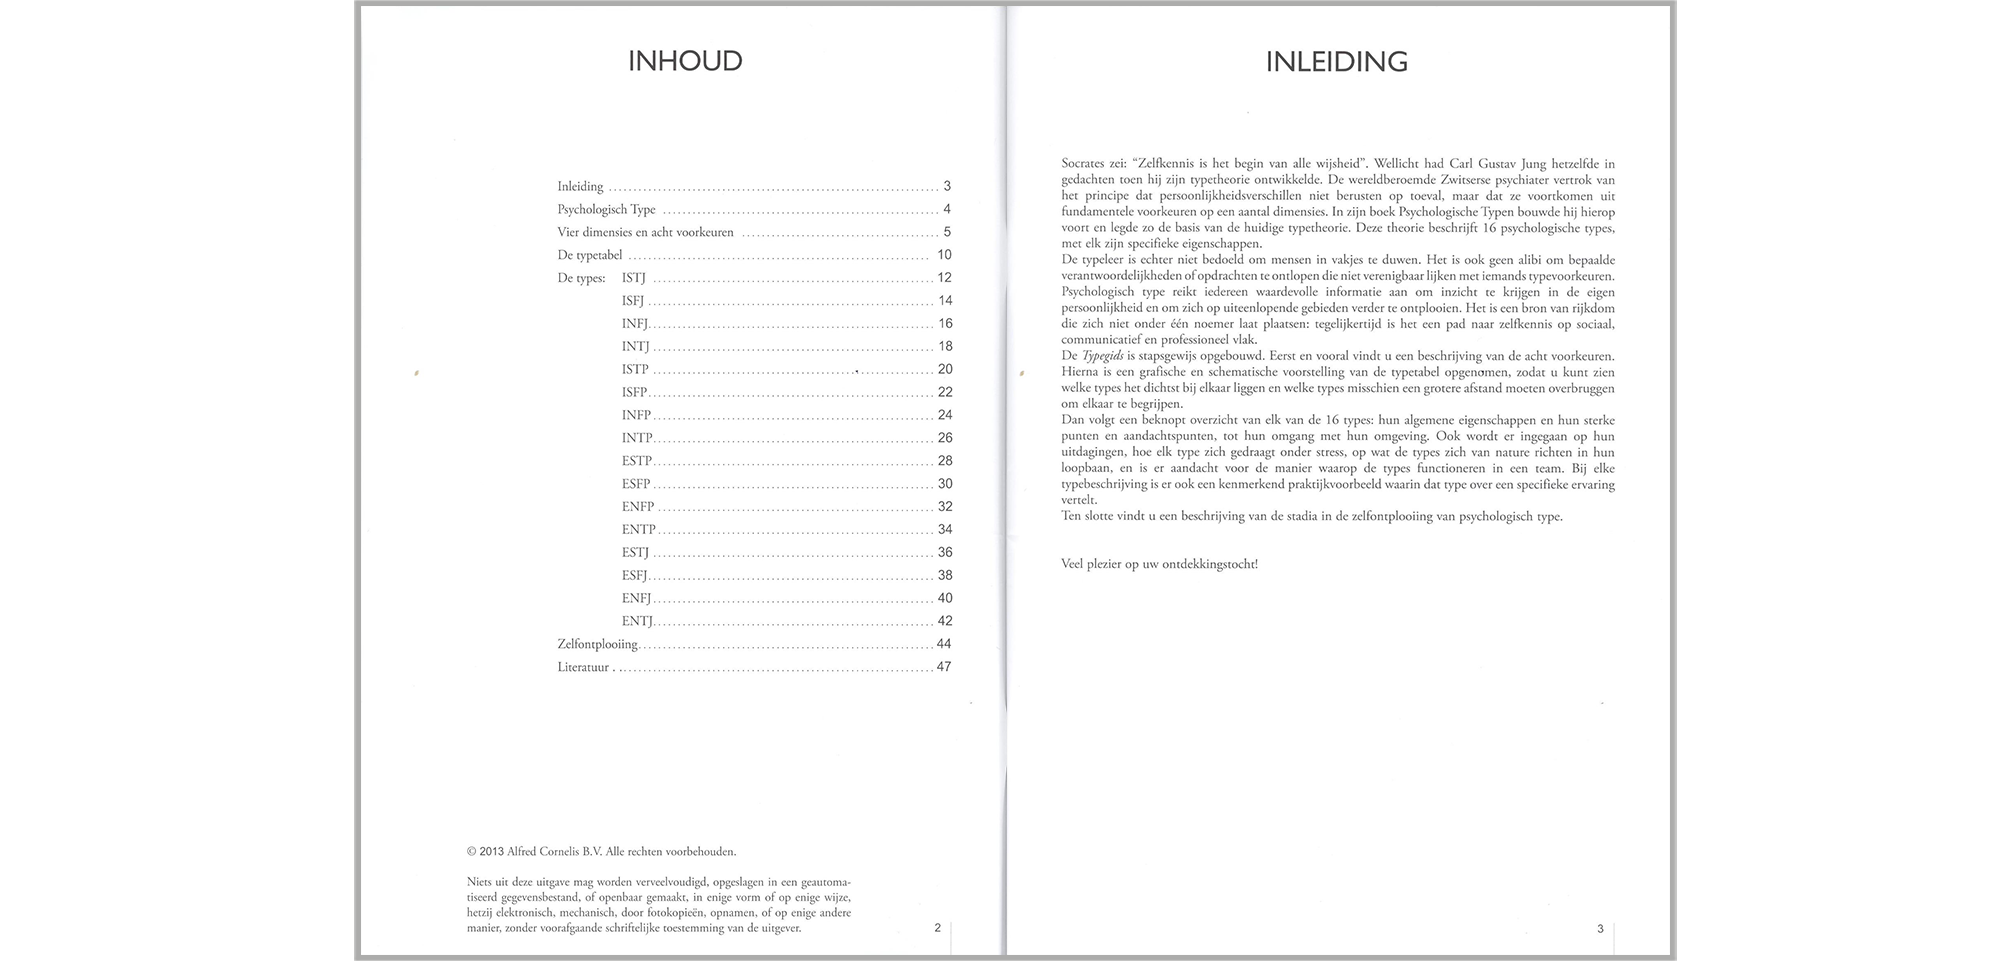 INHOUD
Inleiding ........ 3
Psychologisch Type ........ 4
Vier dimensies en acht voorkeuren ........ 5
De typetabel ........ 10
De types: ISTJ ........ 12
ISFJ ........ 14
INFJ ........ 16
INTJ ........ 18
ISTP ........ 20
ISFP ........ 22
INFP ........ 24
INTP ........ 26
ESTP ........ 28
ESFP ........ 30
ENFP ........ 32
ENTP ........ 34
ESTJ ........ 36
ESFJ ........ 38
ENFJ ........ 40
ENTJ ........ 42
Zelfontplooiing ........ 44
Literatuur ........ 47
© 2013 Alfred Cornelis B.V. Alle rechten voorbehouden.
Niets uit deze uitgave mag worden verveelvoudigd, opgeslagen in een geautoma-
tiseerd gegevensbestand, of openbaar gemaakt, in enige vorm of op enige wijze,
hetzij elektronisch, mechanisch, door fotokopieën, opnamen, of op enige andere
manier, zonder voorafgaande schriftelijke toestemming van de uitgever.
2
INLEIDING
Socrates zei: “Zelfkennis is het begin van alle wijsheid”. Wellicht had Carl Gustav Jung hetzelfde in
gedachten toen hij zijn typetheorie ontwikkelde. De wereldberoemde Zwitserse psychiater vertrok van
het principe dat persoonlijkheidsverschillen niet berusten op toeval, maar dat ze voortkomen uit
fundamentele voorkeuren op een aantal dimensies. In zijn boek Psychologische Typen bouwde hij hierop
voort en legde zo de basis van de huidige typetheorie. Deze theorie beschrijft 16 psychologische types,
met elk zijn specifieke eigenschappen.
De typeleer is echter niet bedoeld om mensen in vakjes te duwen. Het is ook geen alibi om bepaalde
verantwoordelijkheden of opdrachten te ontlopen die niet verenigbaar lijken met iemands typevoorkeuren.
Psychologisch type reikt iedereen waardevolle informatie aan om inzicht te krijgen in de eigen
persoonlijkheid en om zich op uiteenlopende gebieden verder te ontplooien. Het is een bron van rijkdom
die zich niet onder één noemer laat plaatsen: tegelijkertijd is het een pad naar zelfkennis op sociaal,
communicatief en professioneel vlak.
De Typegids is stapsgewijs opgebouwd. Eerst en vooral vindt u een beschrijving van de acht voorkeuren.
Hierna is een grafische en schematische voorstelling van de typetabel opgenomen, zodat u kunt zien
welke types het dichtst bij elkaar liggen en welke types misschien een grotere afstand moeten overbruggen
om elkaar te begrijpen.
Dan volgt een beknopt overzicht van elk van de 16 types: hun algemene eigenschappen en hun sterke
punten en aandachtspunten, tot hun omgang met hun omgeving. Ook wordt er ingegaan op hun
uitdagingen, hoe elk type zich gedraagt onder stress, op wat de types zich van nature richten in hun
loopbaan, en is er aandacht voor de manier waarop de types functioneren in een team. Bij elke
typebeschrijving is er ook een kenmerkend praktijkvoorbeeld waarin dat type over een specifieke ervaring
vertelt.
Ten slotte vindt u een beschrijving van de stadia in de zelfontplooiing van psychologisch type.
Veel plezier op uw ontdekkingstocht!
3